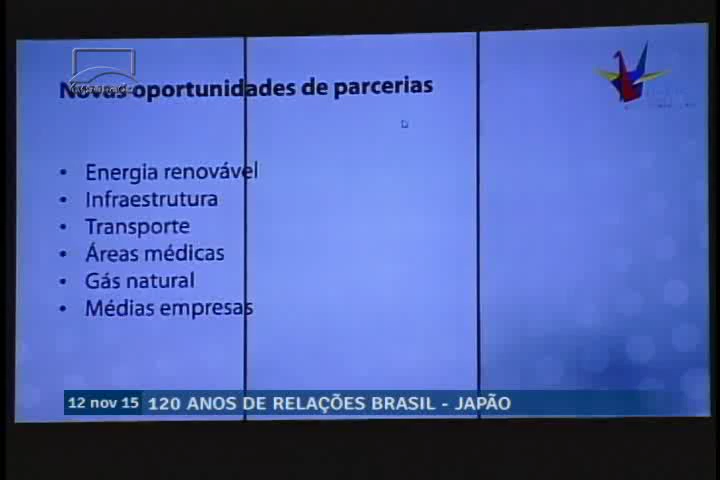 Novas oportunidades de parcerias
• Energia renovável
• Infraestrutura
• Transporte
• Áreas médicas
• Gás natural
• Médias empresas
12 nov 15 120 ANOS DE RELAÇÕES BRASIL - JAPÃO